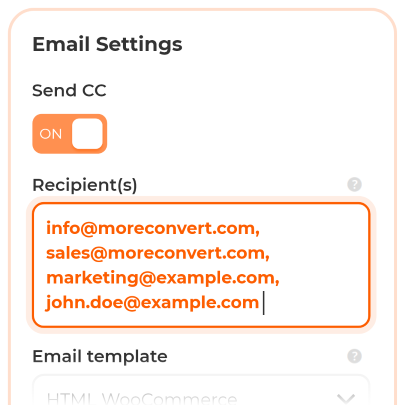 Email Settings
Send CC
ON
Recipient(s)
?
info@moreconvert.com,
sales@moreconvert.com,
marketing@example.com,
john.doe@example.com
Email template
?
HTML WooCommerce